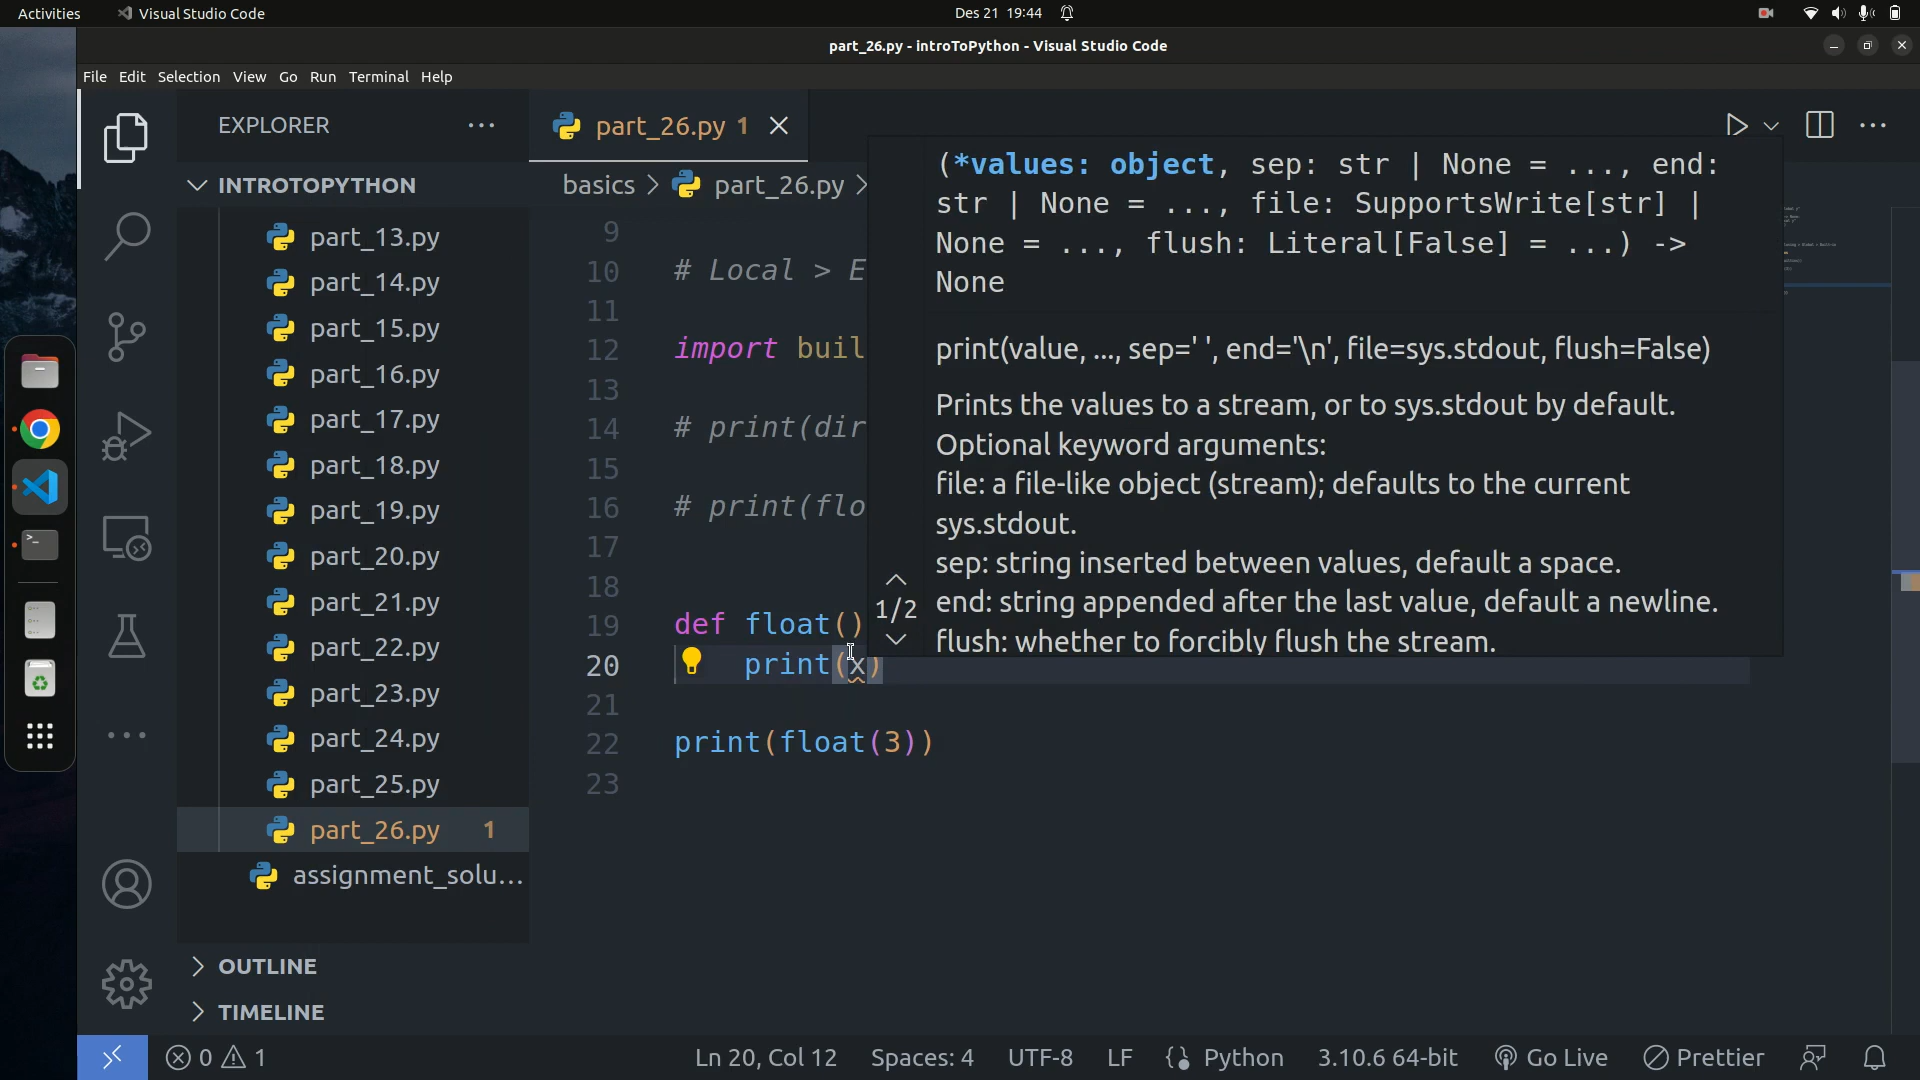 Activities
Visual Studio Code
Des 21 19:44
part_26.py - introToPython - Visual Studio Code
File Edit Selection View Go Run Terminal Help
EXPLORER
part_26.py 1
INTROTOPYTHON
basics > part_26.py >
part_13.py
part_14.py
part_15.py
part_16.py
part_17.py
part_18.py
part_19.py
part_20.py
part_21.py
part_22.py
part_23.py
part_24.py
part_25.py
part_26.py 1
assignment_solu...
OUTLINE
TIMELINE
9
10 # Local > E
11
12 import buil
13
14 # print(dir
15
16 # print(flo
17
18
19 def float()
20 print(x)
21
22 print(float(3))
23
(*values: object, sep: str | None = ..., end:
str | None = ..., file: SupportsWrite[str] |
None = ..., flush: Literal[False] = ...) ->
None
print(value, ..., sep=' ', end='\n', file=sys.stdout, flush=False)
Prints the values to a stream, or to sys.stdout by default.
Optional keyword arguments:
file: a file-like object (stream); defaults to the current
sys.stdout.
sep: string inserted between values, default a space.
1/2
end: string appended after the last value, default a newline.
flush: whether to forcibly flush the stream.
0 1
Ln 20, Col 12
Spaces: 4
UTF-8
LF
Python
3.10.6 64-bit
Go Live
Prettier